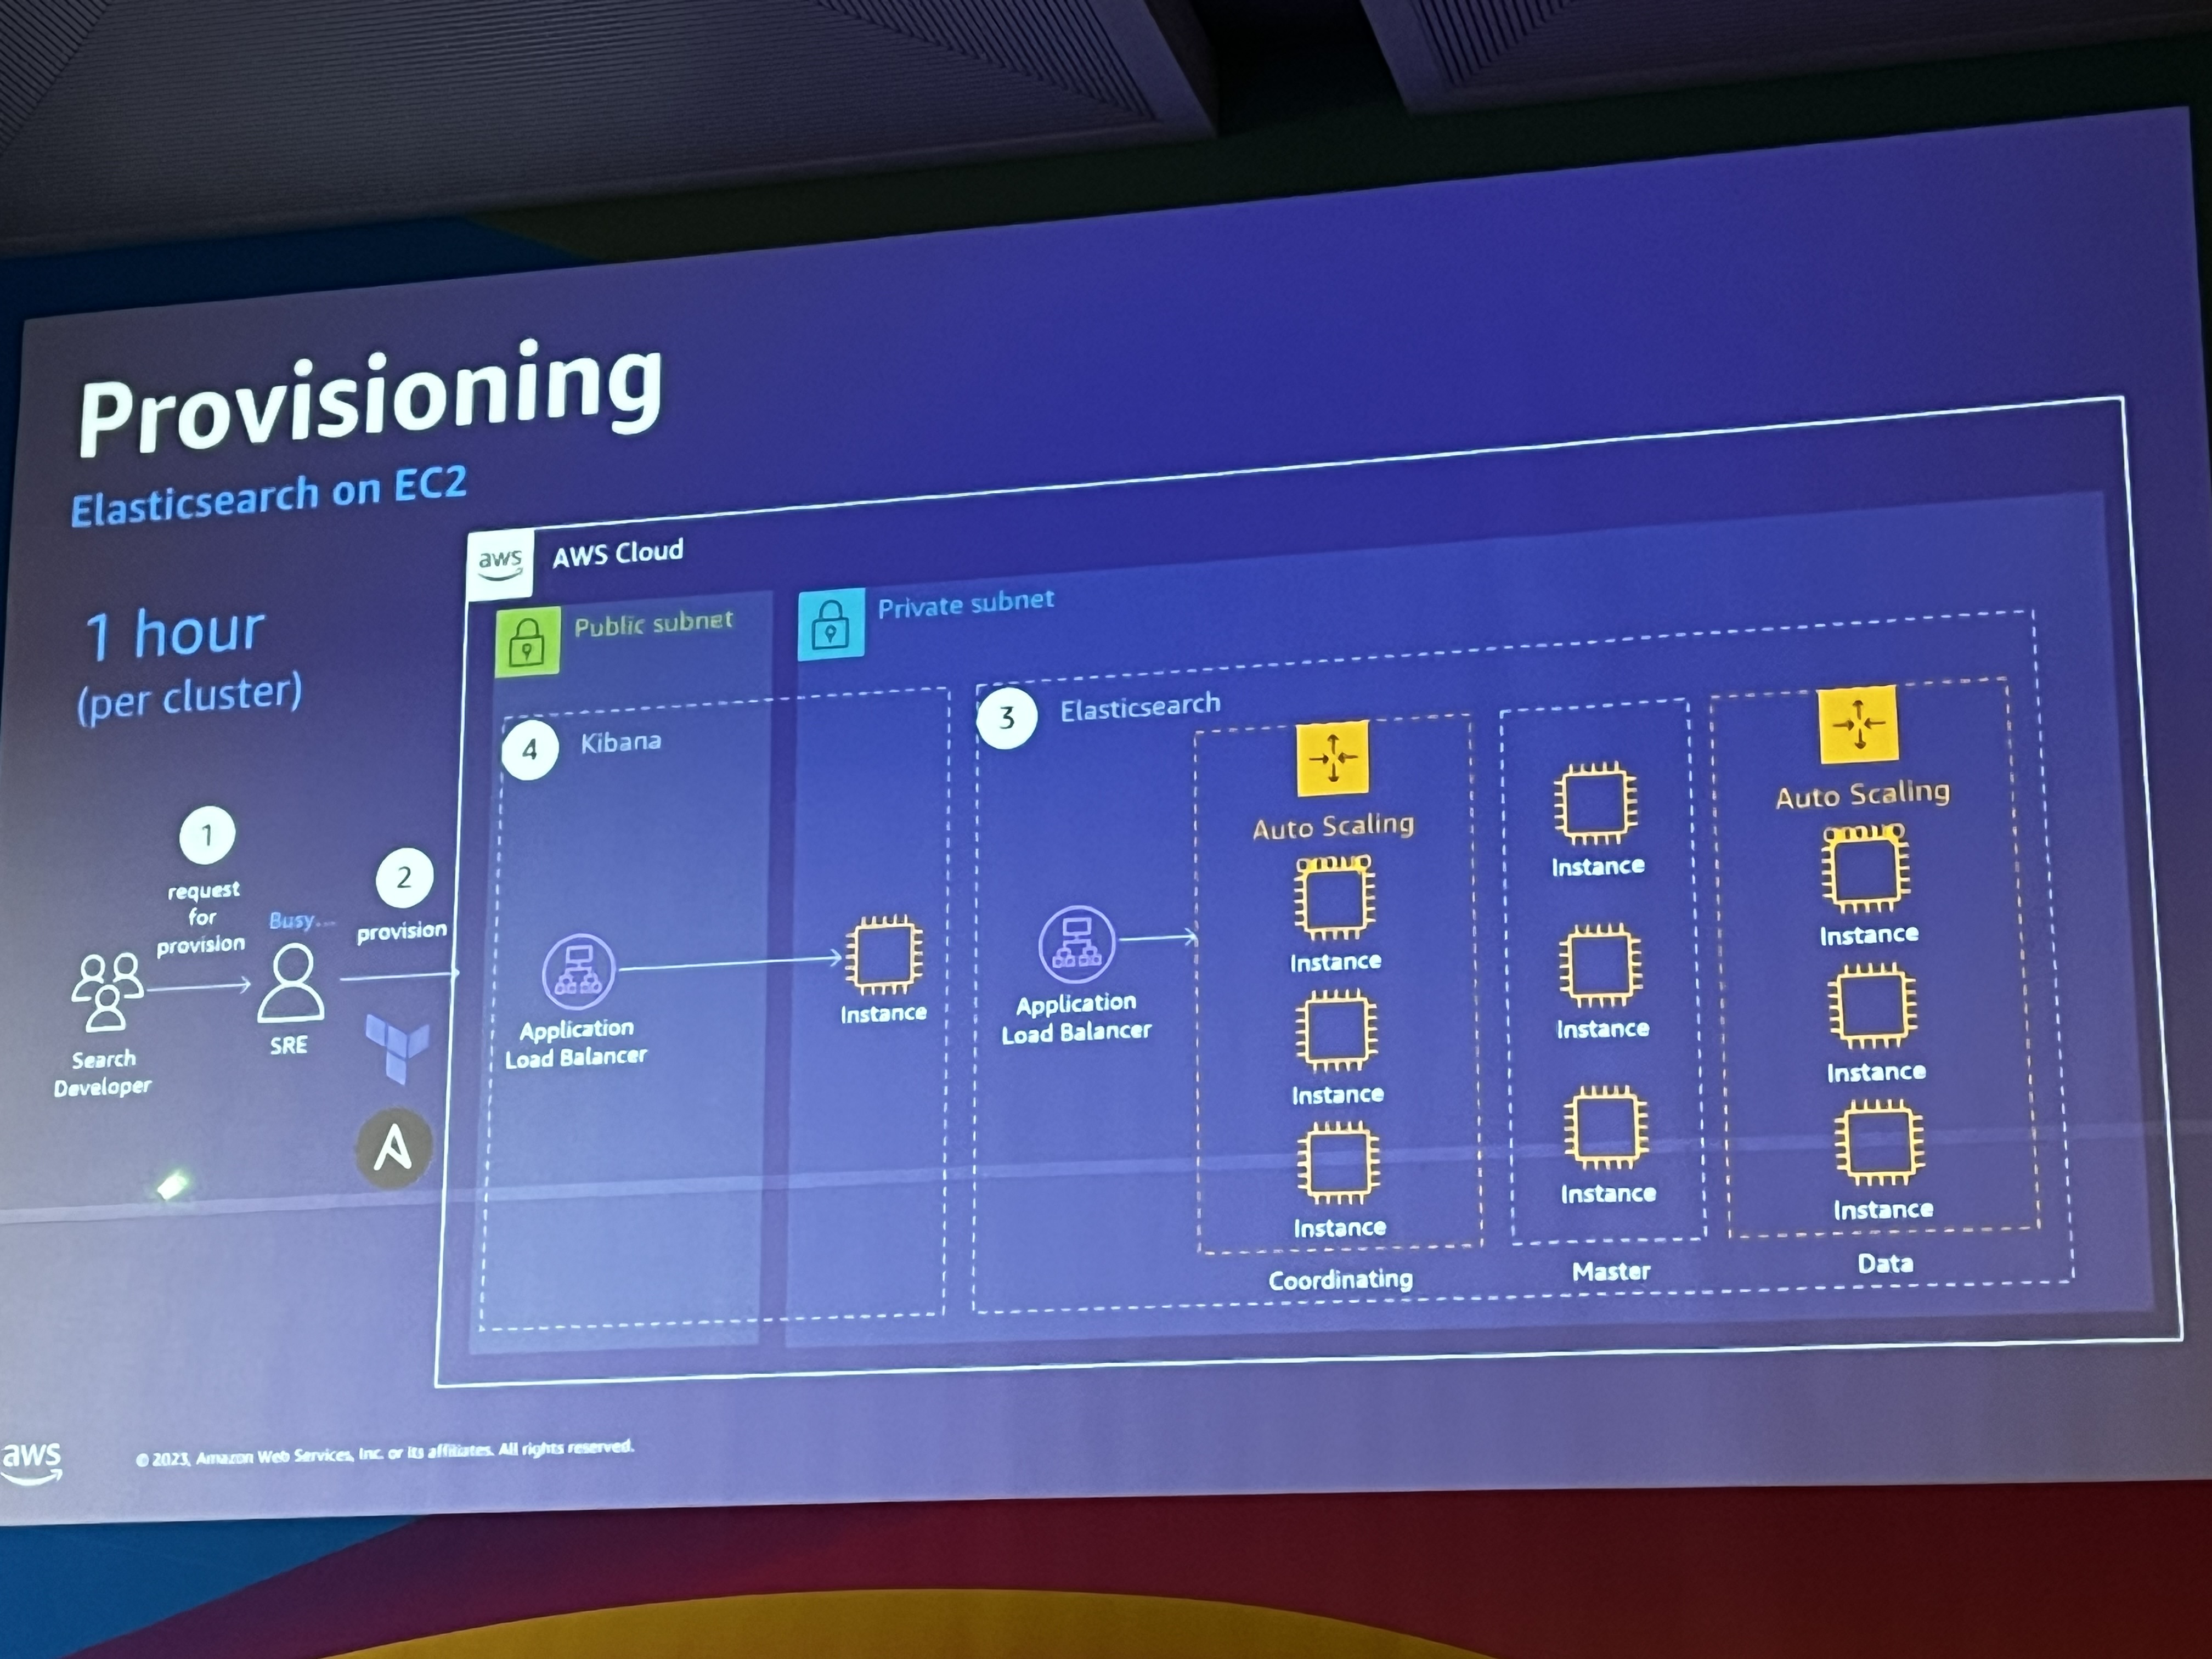 Provisioning
Elasticsearch on EC2
1 hour
(per cluster)
aws
AWS Cloud
Public subnet
Private subnet
4
Kibana
3
Elasticsearch
Auto Scaling
Auto Scaling
1
request
for
provision
Busy...
2
provision
Search
Developer
SRE
A
Application
Load Balancer
Instance
Application
Load Balancer
Instance
Instance
Instance
Coordinating
Instance
Instance
Instance
Master
Instance
Instance
Instance
Data
aws
© 2023, Amazon Web Services, Inc. or its affiliates. All rights reserved.